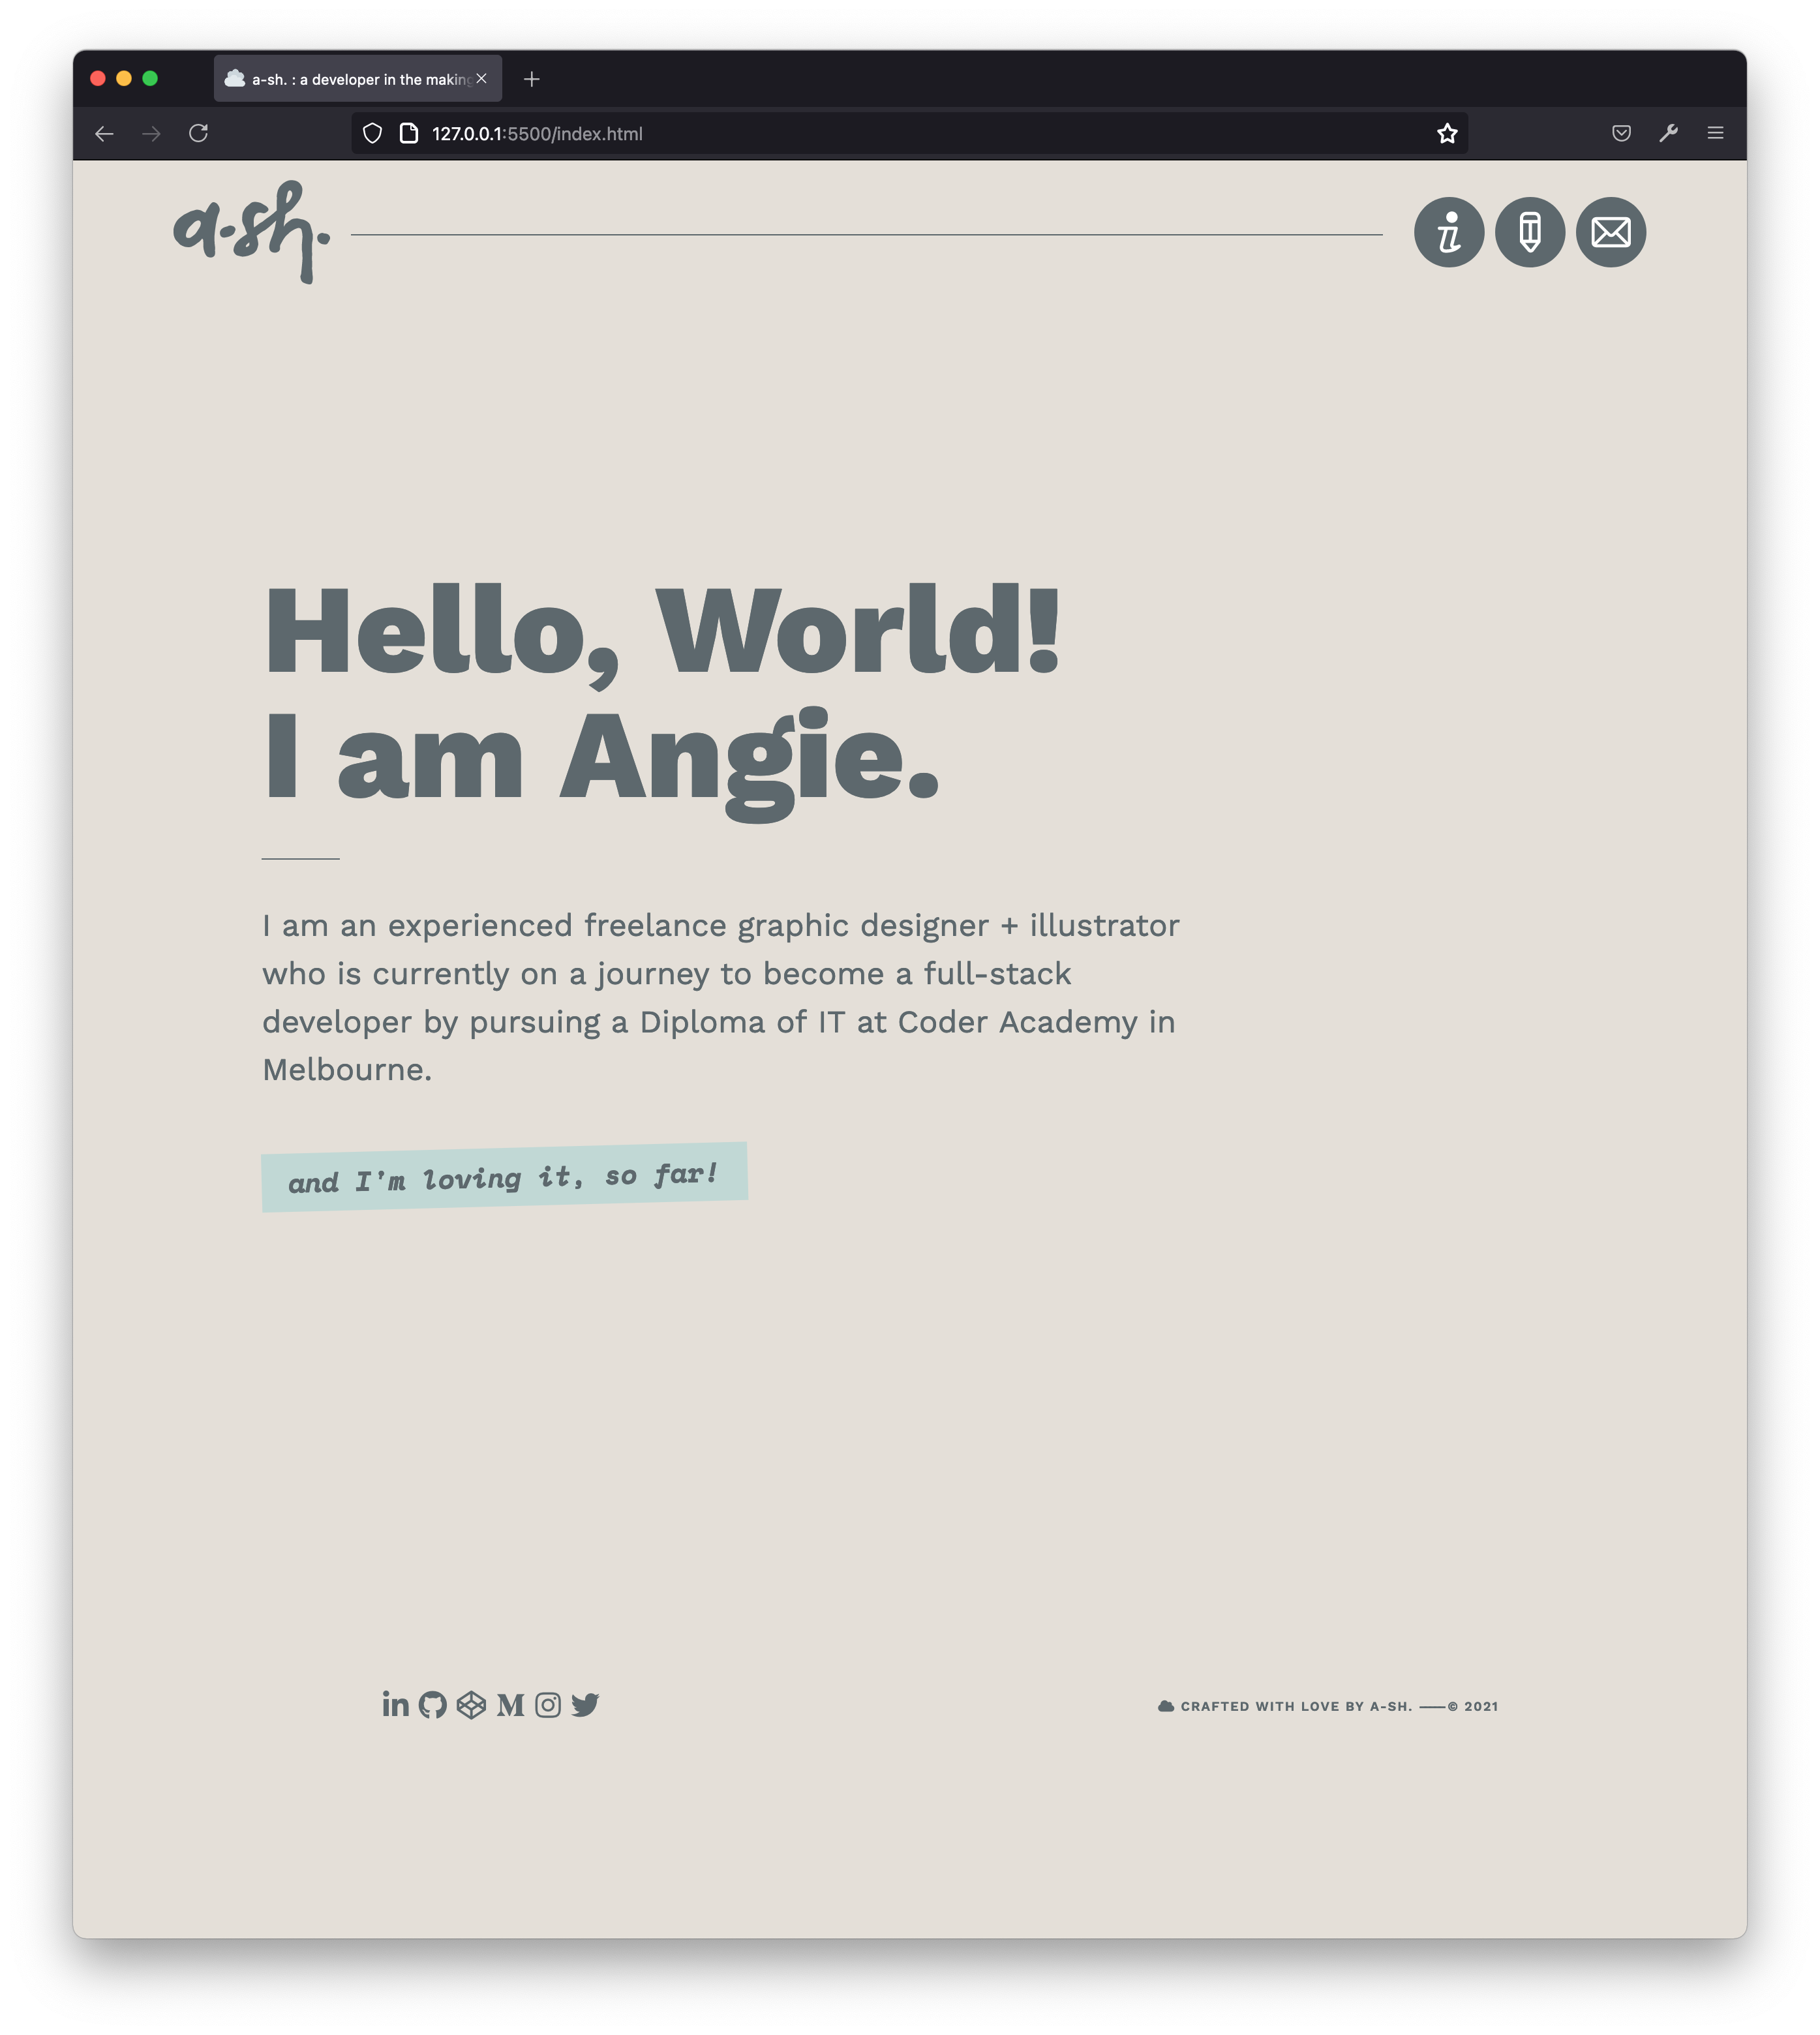 a-sh. : a developer in the making
127.0.0.1:5500/index.html
a-sh.
Hello, World!
I am Angie.
I am an experienced freelance graphic designer + illustrator
who is currently on a journey to become a full-stack
developer by pursuing a Diploma of IT at Coder Academy in
Melbourne.
and I'm loving it, so far!
CRAFTED WITH LOVE BY A-SH. ——© 2021